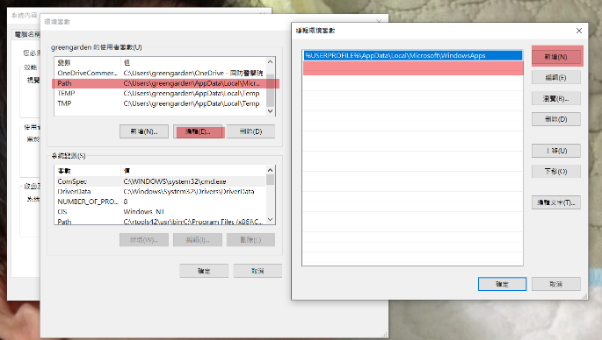 系統內容
環境變數
電腦名稱
greengarden 的使用者變數(U)
變數 值
OneDriveCommer... C:\Users\greengarden\OneDrive - 國防醫學院
Path C:\Users\greengarden\AppData\Local\Micr...
TEMP C:\Users\greengarden\AppData\Local\Temp
TMP C:\Users\greengarden\AppData\Local\Temp
新增(N)... 編輯(E)... 刪除(D)
系統變數(S)
變數 值
ComSpec C:\WINDOWS\system32\cmd.exe
DriverData C:\Windows\System32\Drivers\DriverData
NUMBER_OF_PRO... 8
OS Windows_NT
Path C:\rtools42\usr\bin;C:\Program Files (x86)\C...
新增(W)... 編輯(I)... 刪除(L)
確定 取消
編輯環境變數
%USERPROFILE%\AppData\Local\Microsoft\WindowsApps
新增(N)
編輯(E)
瀏覽(B)...
刪除(D)
上移(U)
下移(O)
編輯文字(T)...
確定 取消